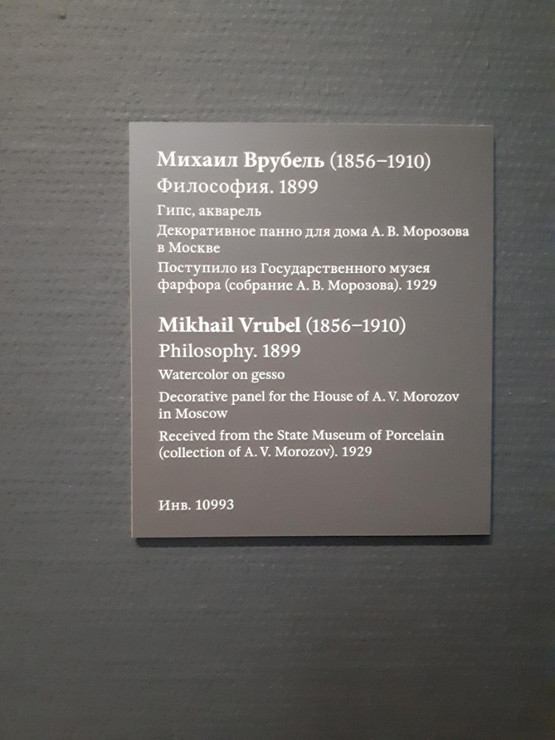 Михаил Врубель (1856–1910)
Философия. 1899
Гипс, акварель
Декоративное панно для дома А. В. Морозова
в Москве
Поступило из Государственного музея
фарфора (собрание А. В. Морозова). 1929
Mikhail Vrubel (1856–1910)
Philosophy. 1899
Watercolor on gesso
Decorative panel for the House of A. V. Morozov
in Moscow
Received from the State Museum of Porcelain
(collection of A. V. Morozov). 1929
Инв. 10993